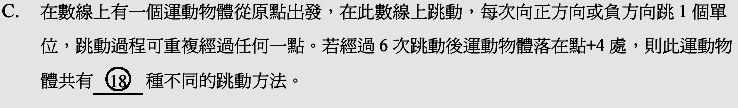 C. 在數線上有一個運動物體從原點出發，在此數線上跳動，每次向正方向或負方向跳 1 個單
位，跳動過程可重複經過任何一點。若經過 6 次跳動後運動物體落在點+4 處，則此運動物
體共有 ⑱ 種不同的跳動方法。